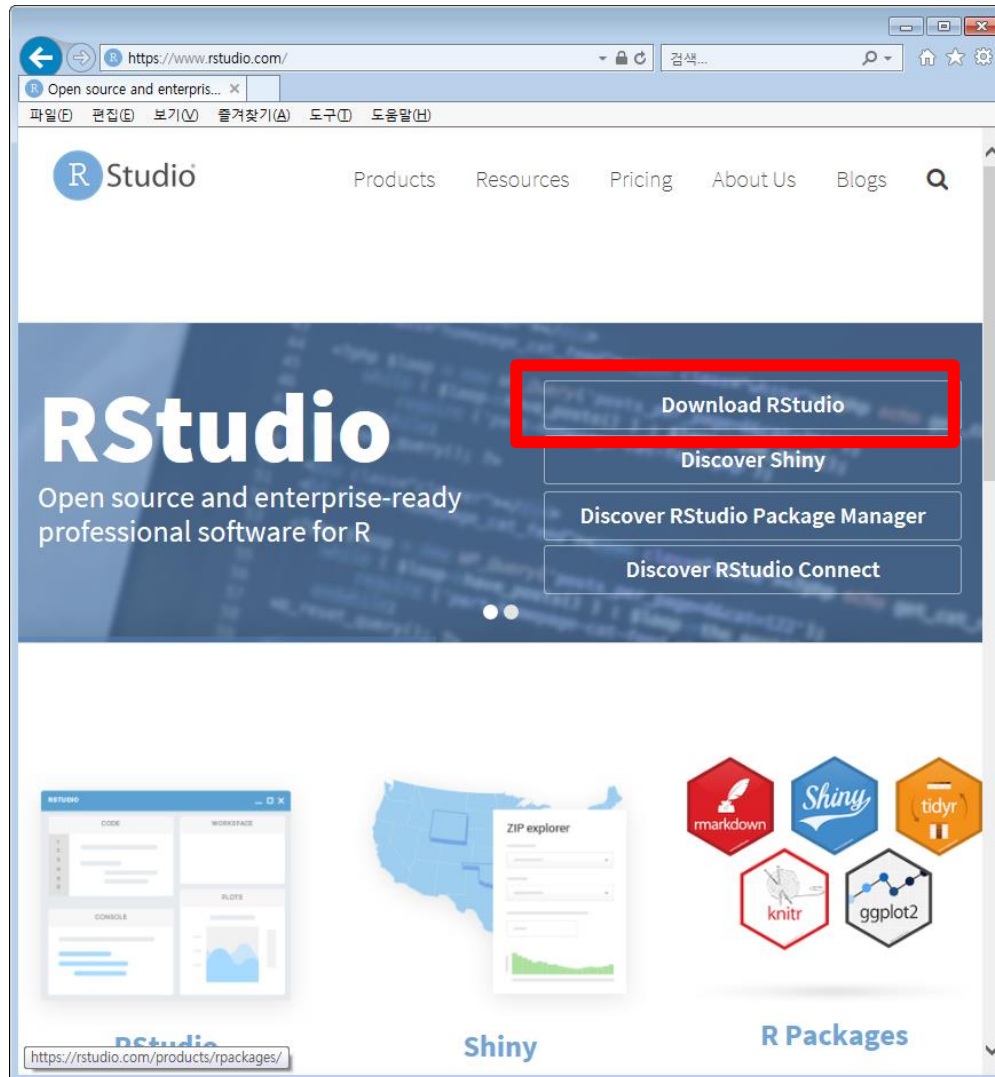 https://www.rstudio.com/
검색...
Open source and enterpris...
파일(F) 편집(E) 보기(V) 즐겨찾기(A) 도구(T) 도움말(H)
R Studio
Products Resources Pricing About Us Blogs
RStudio
Open source and enterprise-ready
professional software for R
Download RStudio
Discover Shiny
Discover RStudio Package Manager
Discover RStudio Connect
RSTUDIO
CODE
WORKSPACE
CONSOLE
PLOTS
ZIP explorer
rmarkdown
Shiny
tidyr
knitr
ggplot2
RStudio
Shiny
R Packages
https://rstudio.com/products/rpackages/